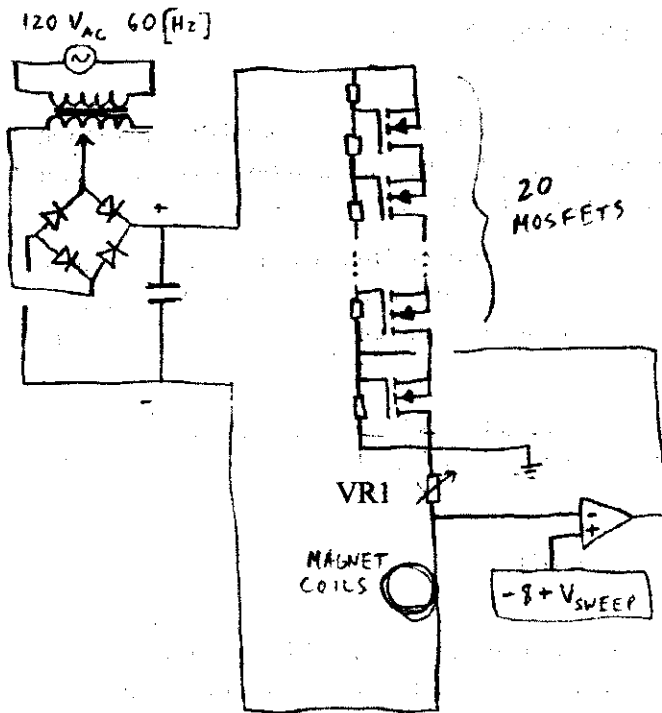 120 VAC 60 [Hz]
+
20
MOSFETS
-
VR1
MAGNET
COILS
-
+
-8 + VSWEEP